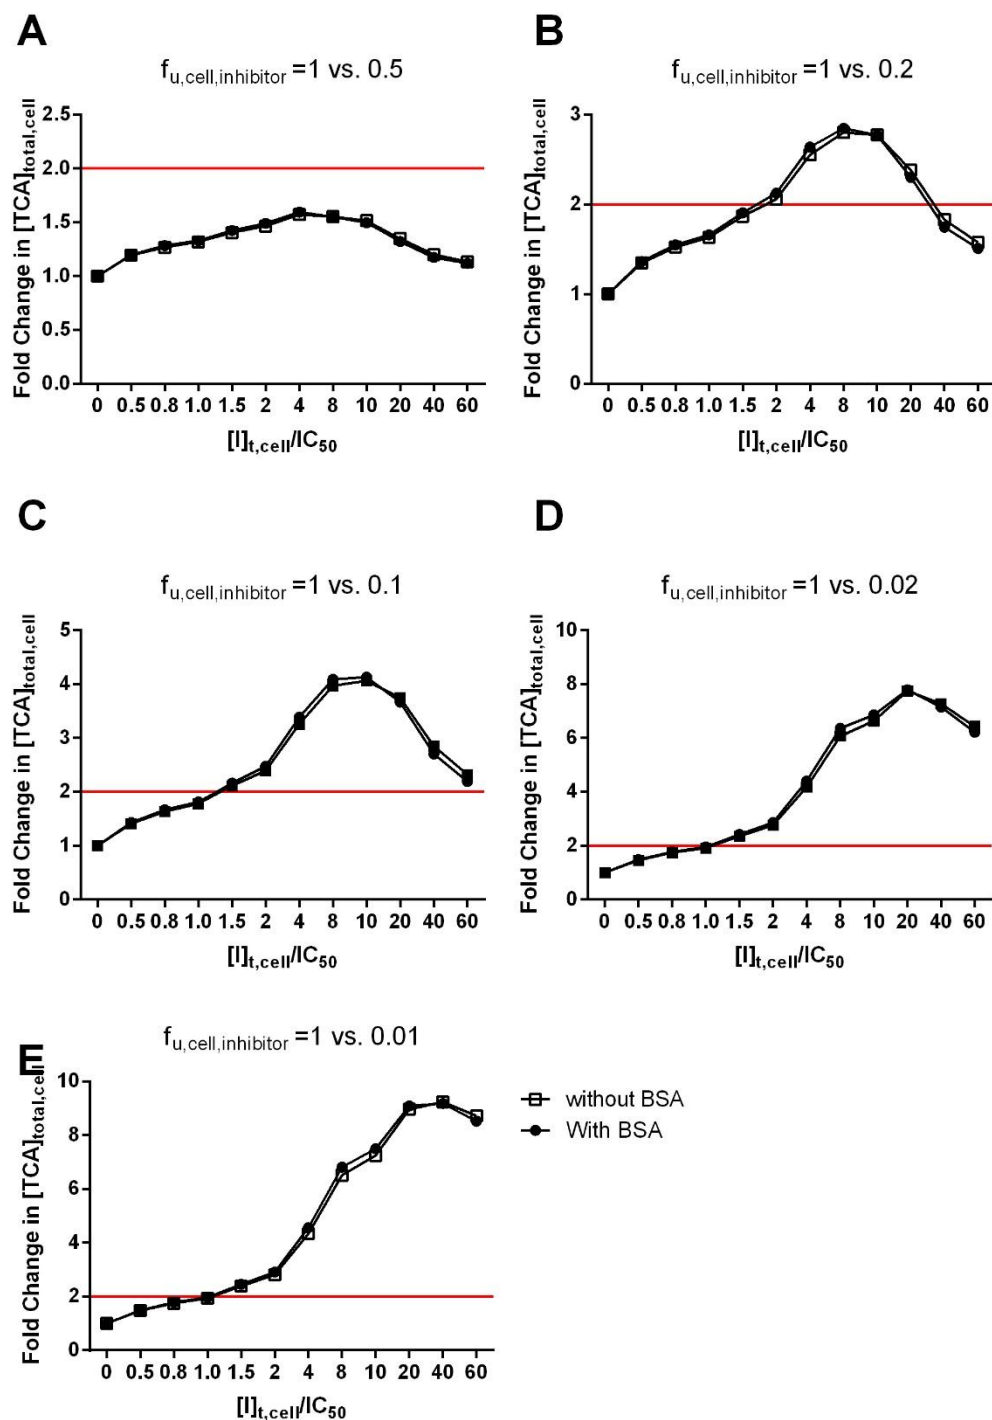 A
f_u,cell,inhibitor =1 vs. 0.5
Fold Change in [TCA]total,cell
2.5
2.0
1.5
1.0
0.5
0.0
0 0.5 0.8 1.0 1.5 2 4 8 10 20 40 60
[I]t,cell/IC50
B
fu,cell,inhibitor =1 vs. 0.2
Fold Change in [TCA]total,cell
3
2
1
0
0 0.5 0.8 1.0 1.5 2 4 8 10 20 40 60
[I]t,cell/IC50
C
fu,cell,inhibitor =1 vs. 0.1
Fold Change in [TCA]total,cell
5
4
3
2
1
0
0 0.5 0.8 1.0 1.5 2 4 8 10 20 40 60
[I]t,cell/IC50
D
fu,cell,inhibitor =1 vs. 0.02
Fold Change in [TCA]total,cell
10
8
6
4
2
0
0 0.5 0.8 1.0 1.5 2 4 8 10 20 40 60
[I]t,cell/IC50
E
fu,cell,inhibitor =1 vs. 0.01
Fold Change in [TCA]total,cell
10
8
6
4
2
0
0 0.5 0.8 1.0 1.5 2 4 8 10 20 40 60
[I]t,cell/IC50
without BSA
With BSA